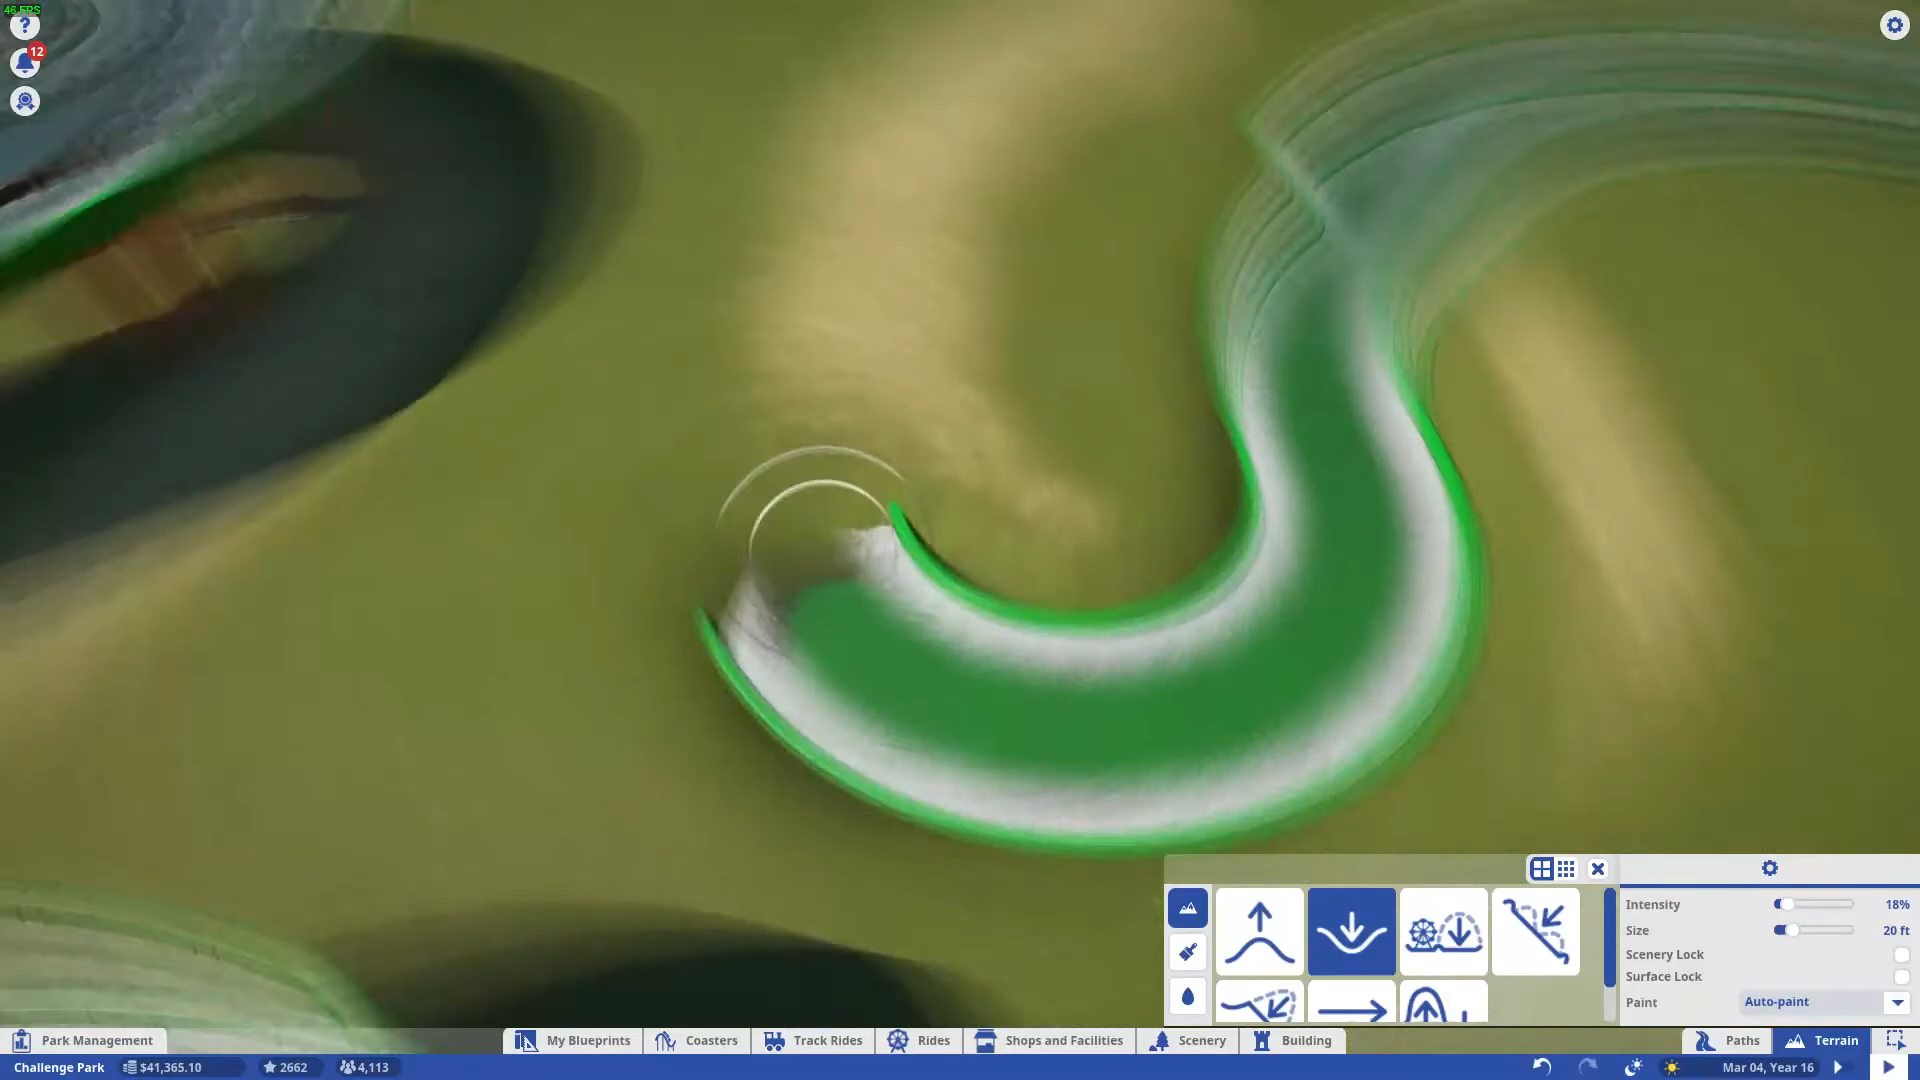 46 FPS
?
12
Intensity 18%
Size 20 ft
Scenery Lock
Surface Lock
Paint Auto-paint
Park Management
My Blueprints
Coasters
Track Rides
Rides
Shops and Facilities
Scenery
Building
Paths
Terrain
Challenge Park
$41,365.10
2662
4,113
Mar 04, Year 16